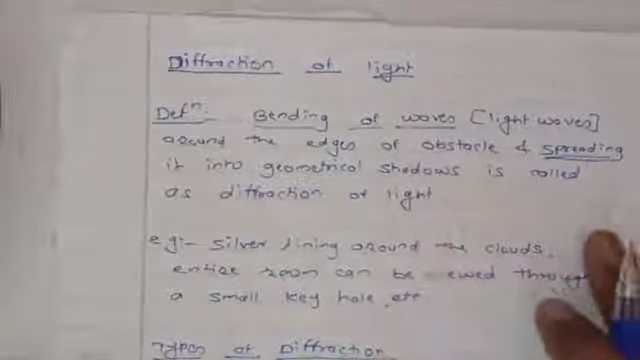 Diffraction of light
Defn: Bending of waves [light waves]
around the edges of obstacle & spreading
it into geometrical shadows is called
as diffraction of light
eg:- Silver lining around the clouds.
entire room can be ewed through
a small key hole, etc
Types of Diffraction